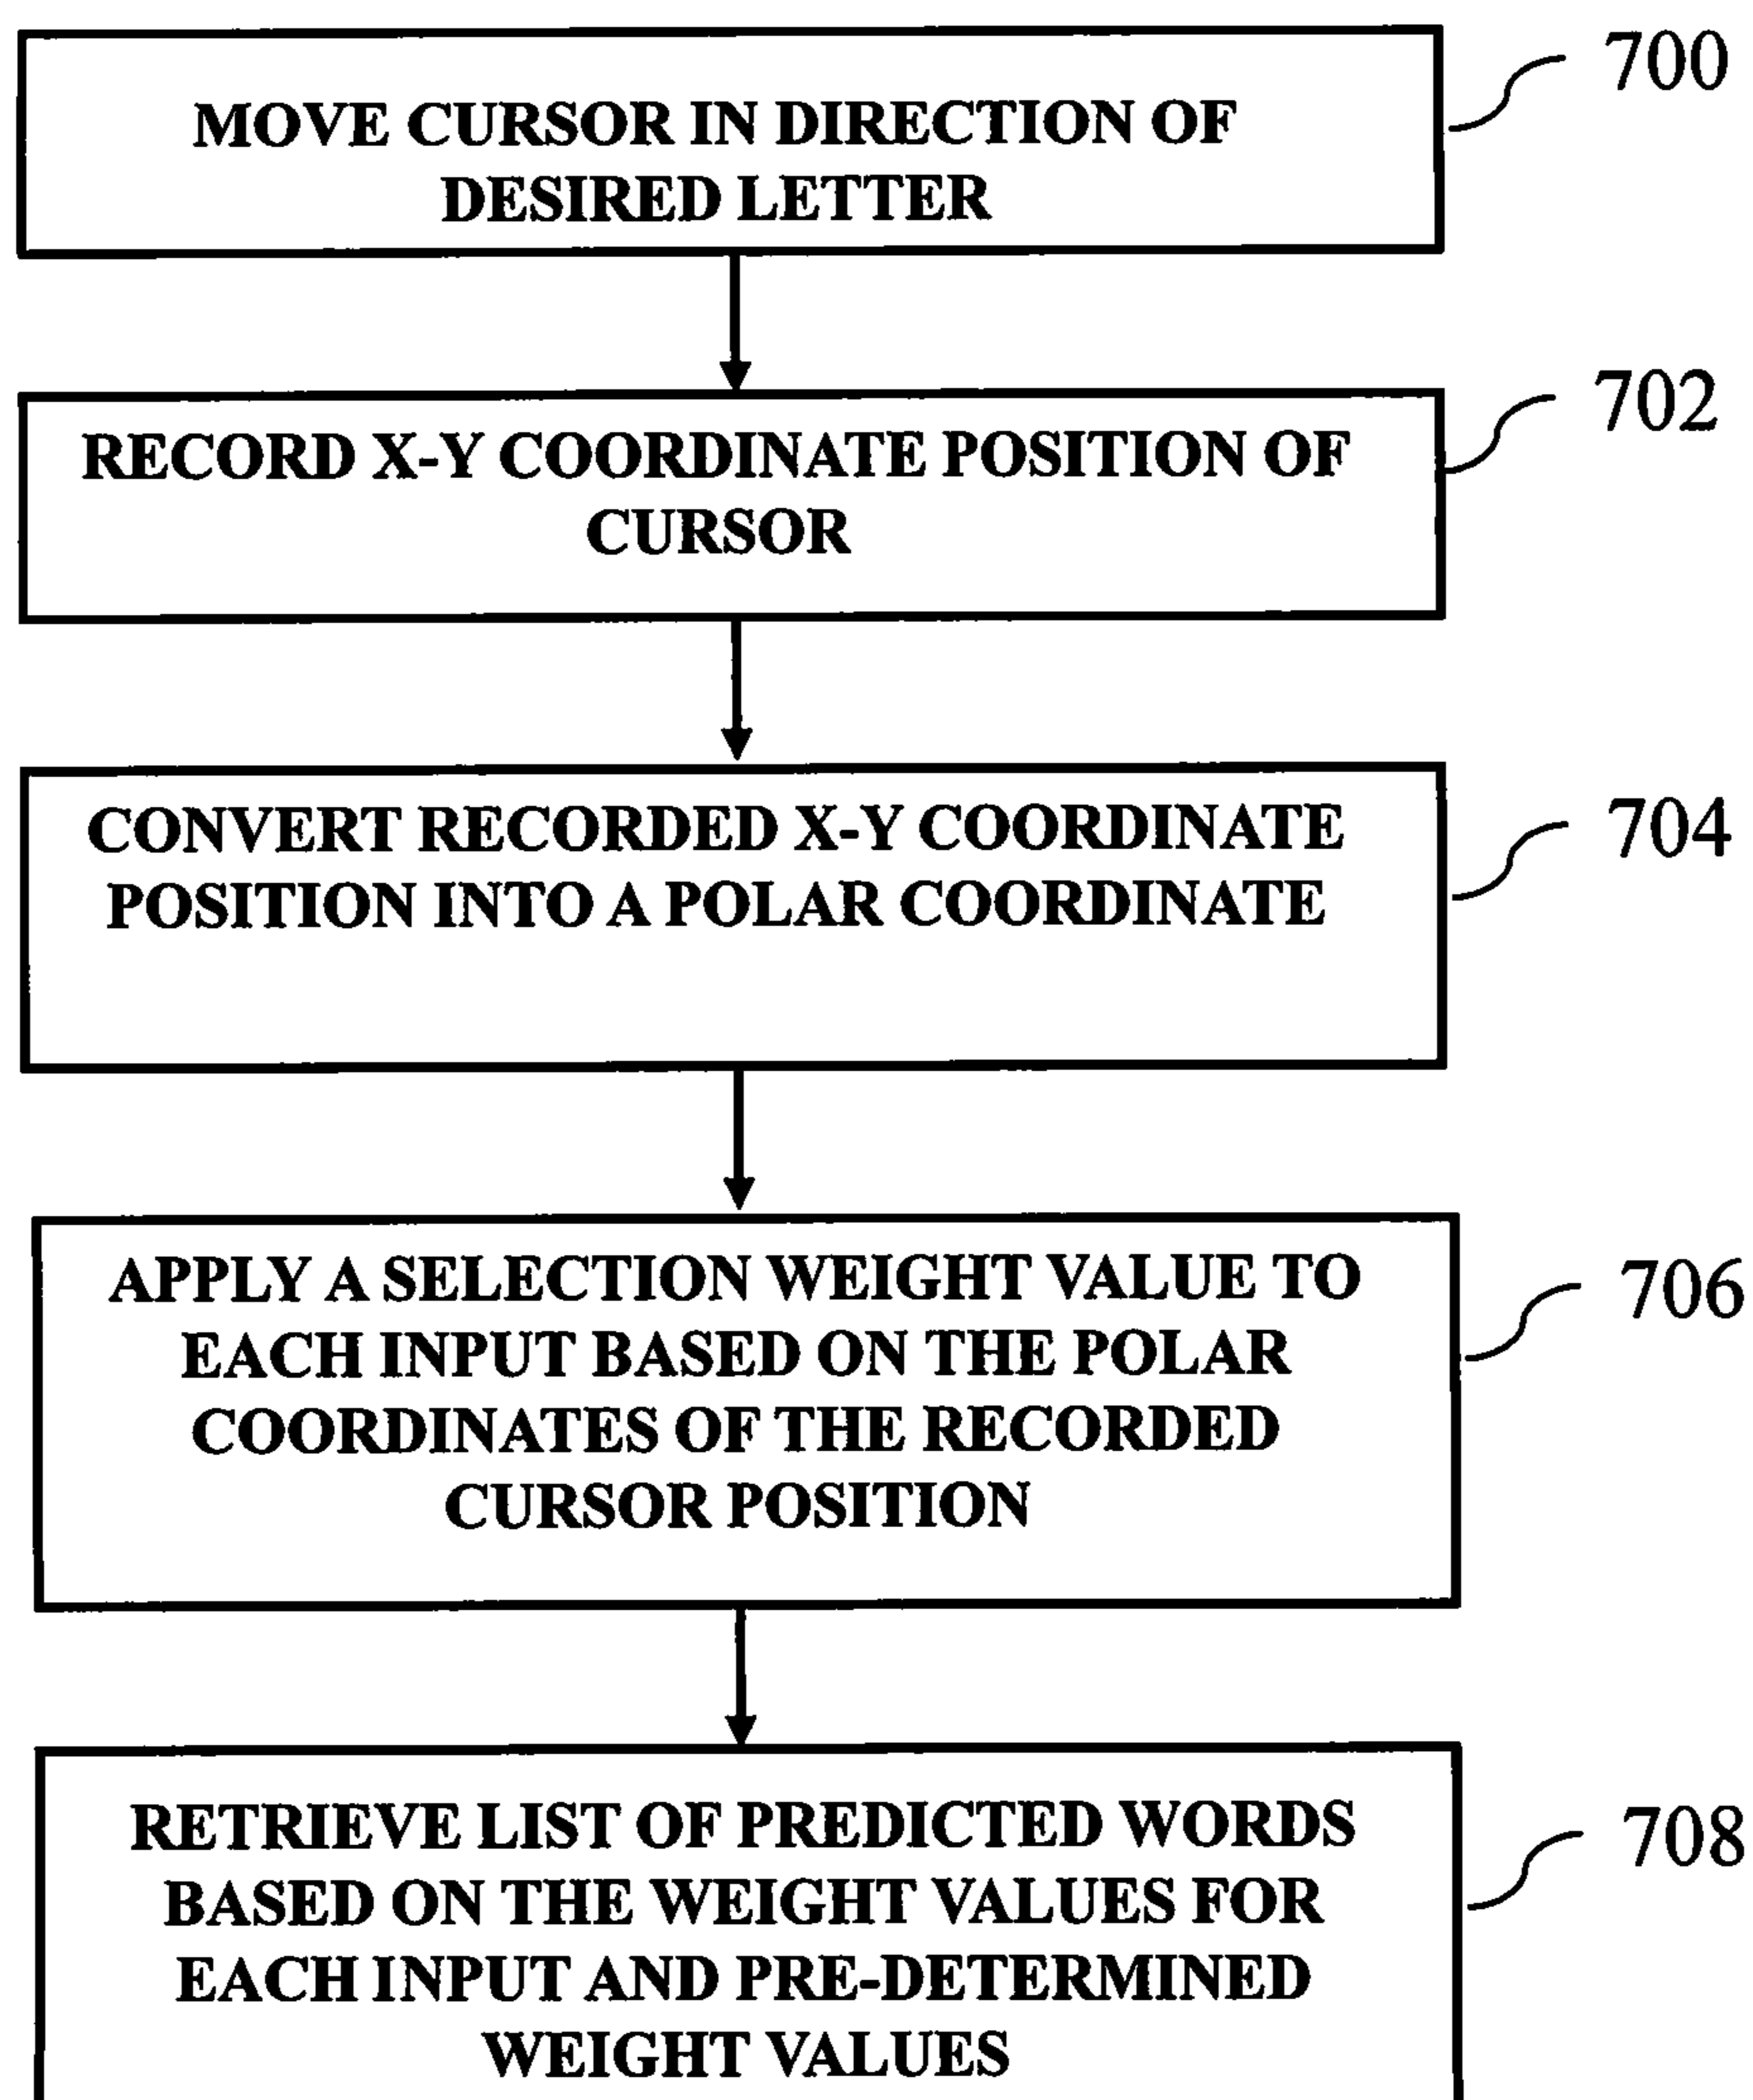 700
MOVE CURSOR IN DIRECTION OF
DESIRED LETTER
702
RECORD X-Y COORDINATE POSITION OF
CURSOR
704
CONVERT RECORDED X-Y COORDINATE
POSITION INTO A POLAR COORDINATE
706
APPLY A SELECTION WEIGHT VALUE TO
EACH INPUT BASED ON THE POLAR
COORDINATES OF THE RECORDED
CURSOR POSITION
708
RETRIEVE LIST OF PREDICTED WORDS
BASED ON THE WEIGHT VALUES FOR
EACH INPUT AND PRE-DETERMINED
WEIGHT VALUES